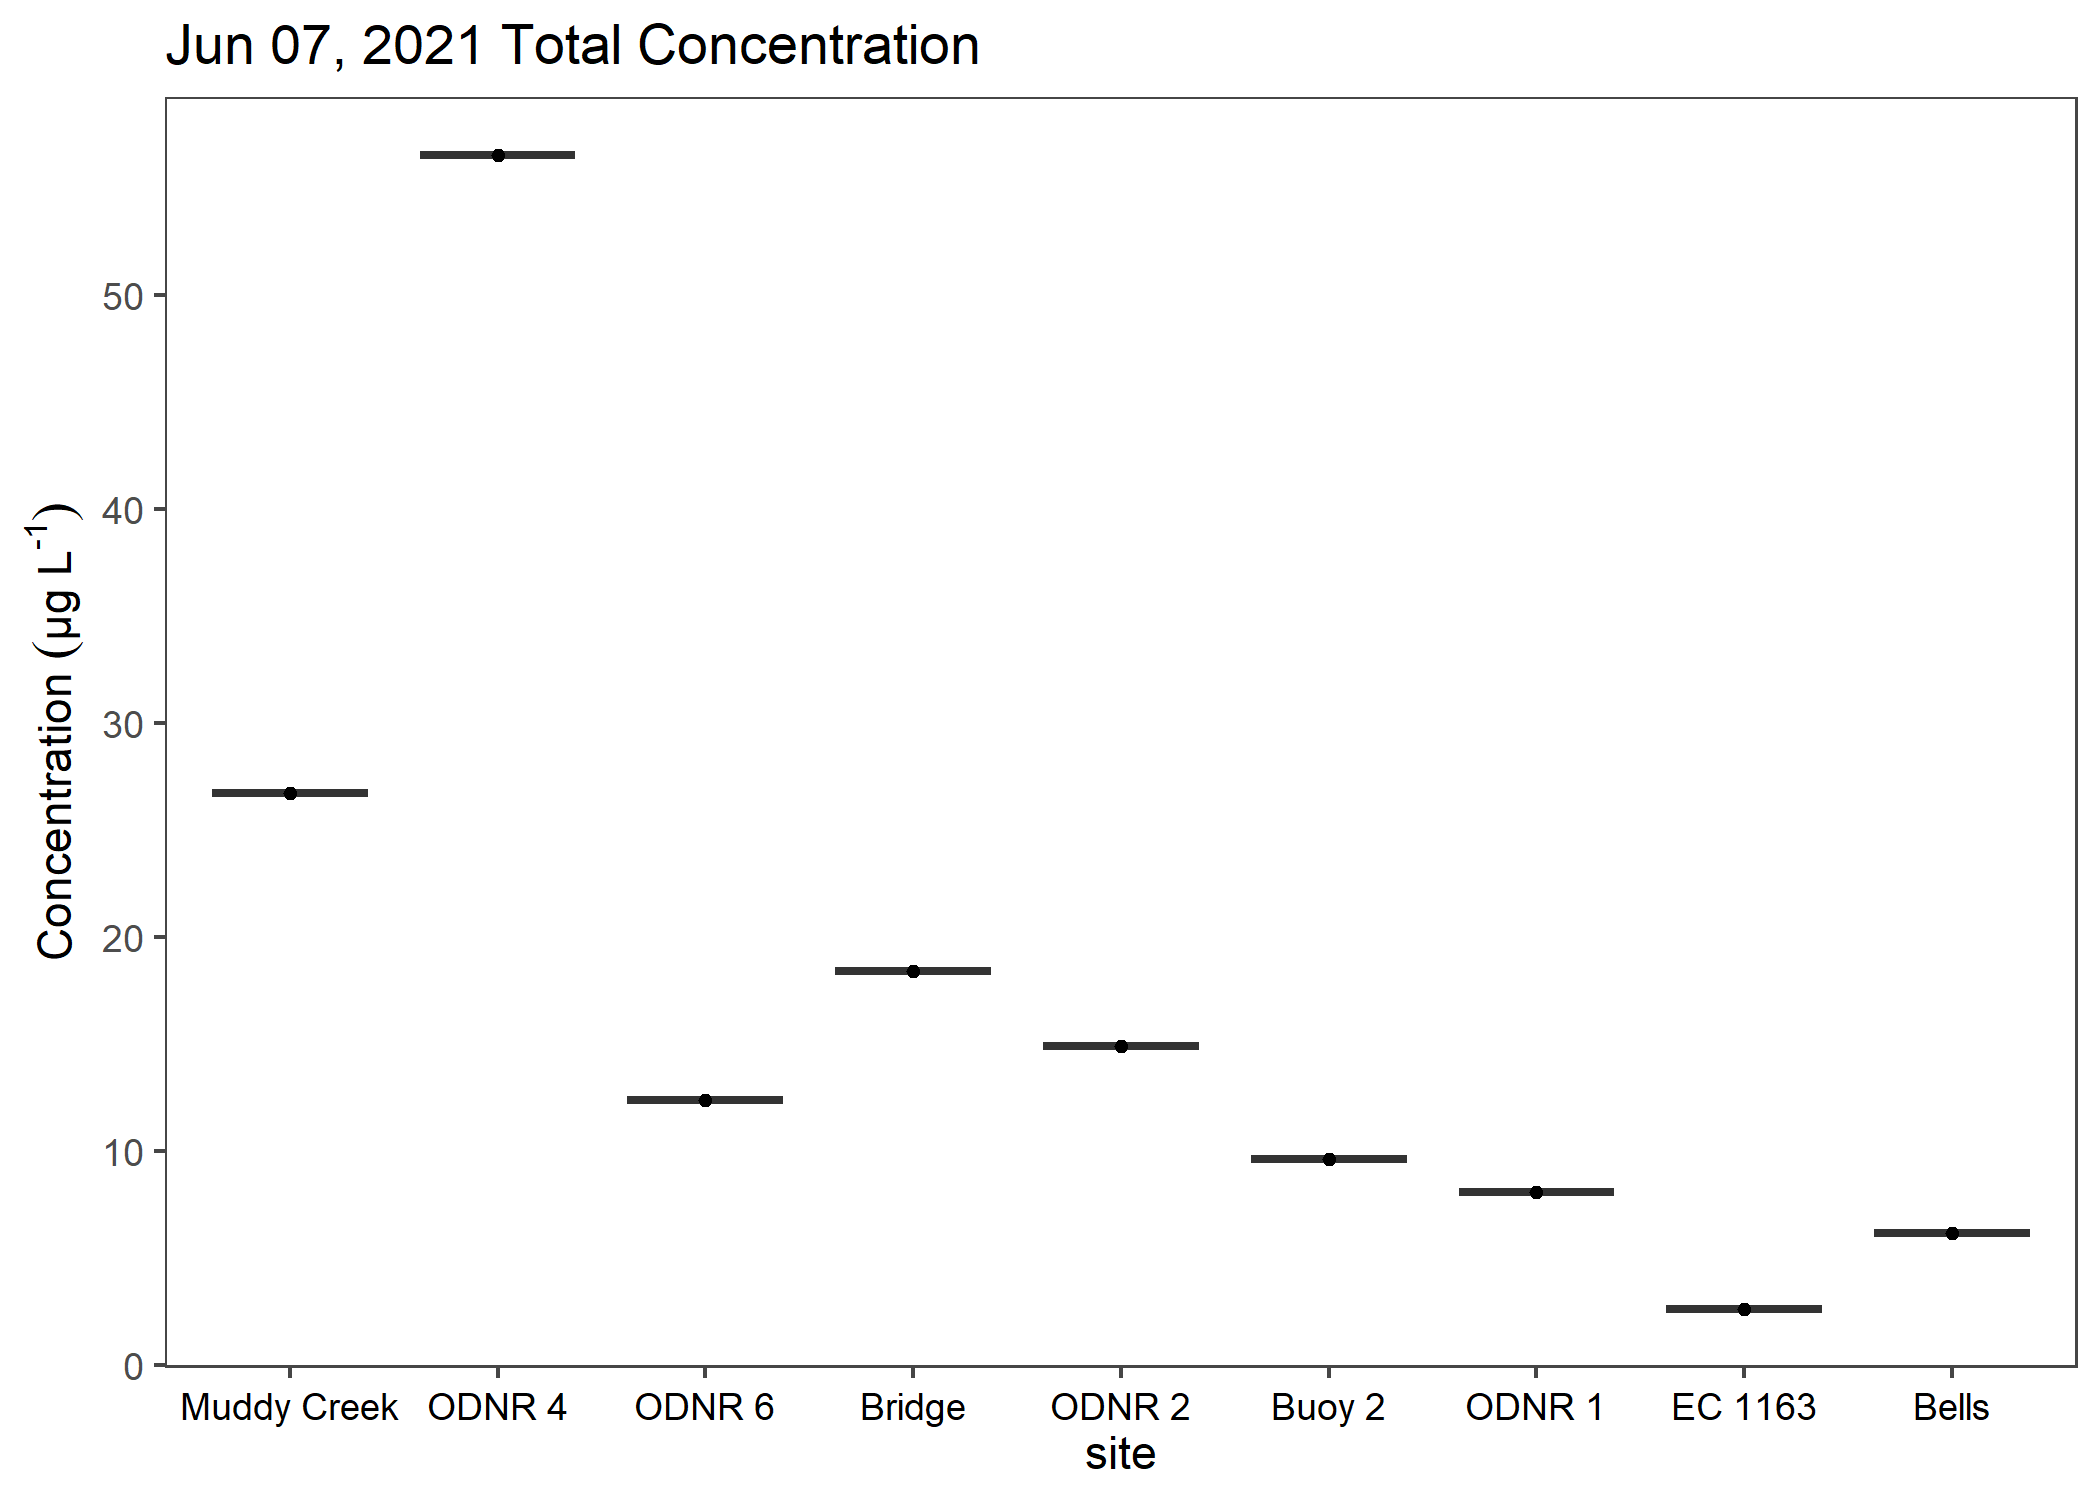 Jun 07, 2021 Total Concentration
Concentration (µg L⁻¹)
50
40
30
20
10
0
Muddy Creek ODNR 4 ODNR 6 Bridge ODNR 2 Buoy 2 ODNR 1 EC 1163 Bells
site